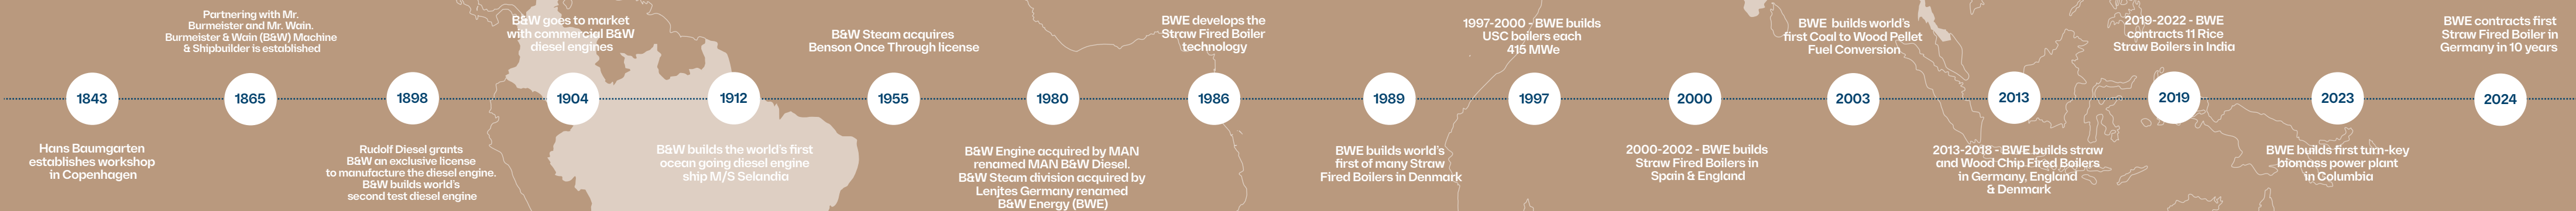 1843
Hans Baumgarten
establishes workshop
in Copenhagen
Partnering with Mr.
Burmeister and Mr. Wain.
Burmeister & Wain (B&W) Machine
& Shipbuilder is established
1865
1898
Rudolf Diesel grants
B&W an exclusive license
to manufacture the diesel engine.
B&W builds world's
second test diesel engine
B&W goes to market
with commercial B&W
diesel engines
1904
1912
B&W builds the world's first
ocean going diesel engine
ship M/S Selandia
B&W Steam acquires
Benson Once Through license
1955
1980
B&W Engine acquired by MAN
renamed MAN B&W Diesel.
B&W Steam division acquired by
Lenjtes Germany renamed
B&W Energy (BWE)
BWE develops the
Straw Fired Boiler
technology
1986
1989
BWE builds world's
first of many Straw
Fired Boilers in Denmark
1997-2000 - BWE builds
USC boilers each
415 MWe
1997
2000
2000-2002 - BWE builds
Straw Fired Boilers in
Spain & England
BWE builds world's
first Coal to Wood Pellet
Fuel Conversion
2003
2013
2013-2018 - BWE builds straw
and Wood Chip Fired Boilers
in Germany, England
& Denmark
2019-2022 - BWE
contracts 11 Rice
Straw Boilers in India
2019
2023
BWE builds first turn-key
biomass power plant
in Columbia
BWE contracts first
Straw Fired Boiler in
Germany in 10 years
2024